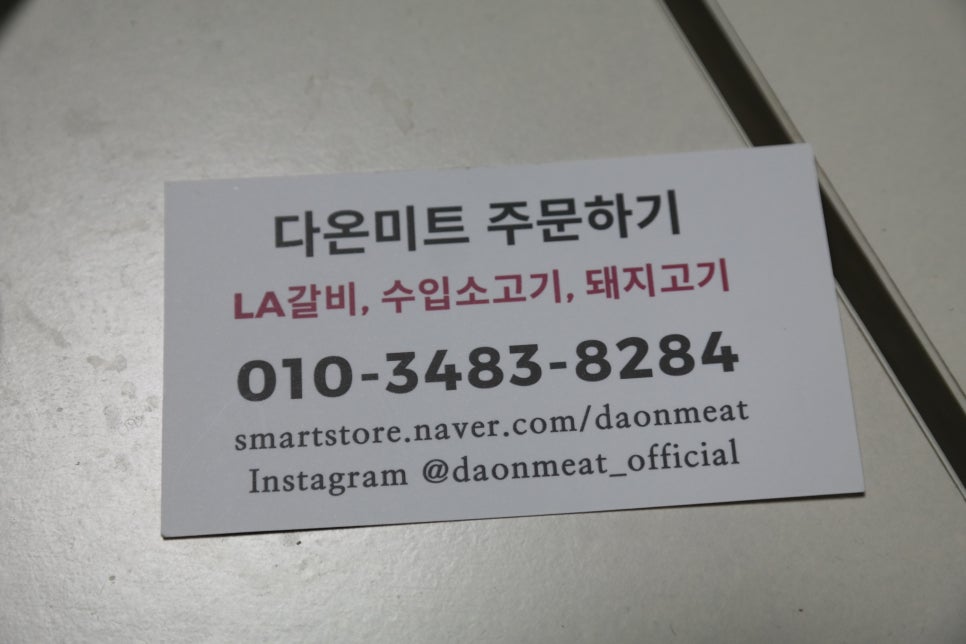 다온미트 주문하기
LA갈비, 수입소고기, 돼지고기
010-3483-8284
smartstore.naver.com/daonmeat
Instagram @daonmeat_official